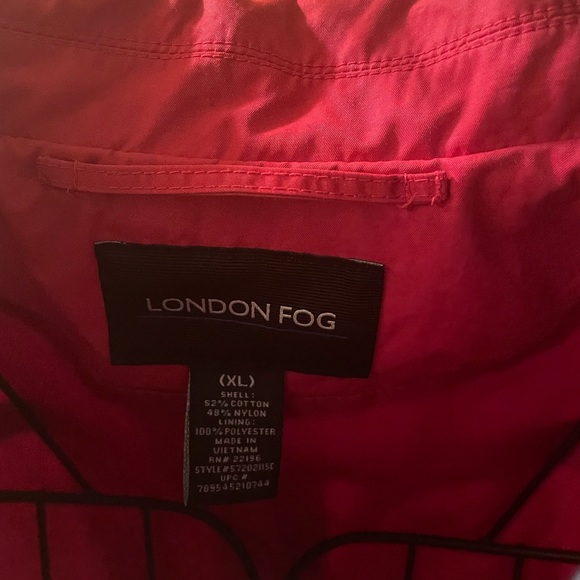 LONDON FOG
(XL)
SHELL:
52% COTTON
48% NYLON
LINING:
100% POLYESTER
MADE IN
VIETNAM
RN# 22196
STYLE#57202115C
UPC #
709545210744